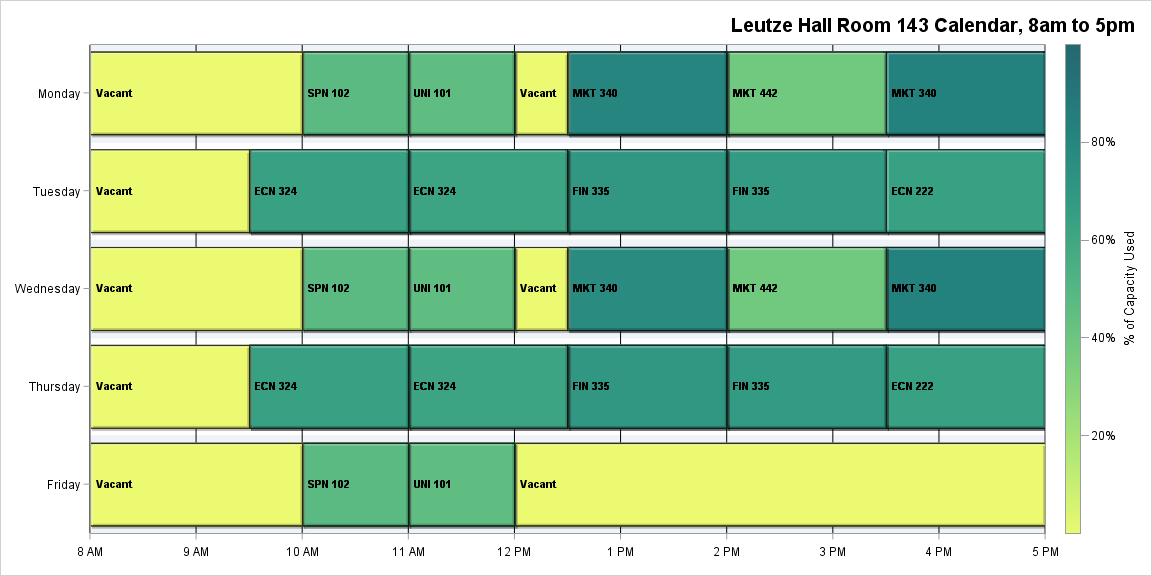 Leutze Hall Room 143 Calendar, 8am to 5pm
Monday
Vacant
SPN 102
UNI 101
Vacant
MKT 340
MKT 442
MKT 340
Tuesday
Vacant
ECN 324
ECN 324
FIN 335
FIN 335
ECN 222
Wednesday
Vacant
SPN 102
UNI 101
Vacant
MKT 340
MKT 442
MKT 340
Thursday
Vacant
ECN 324
ECN 324
FIN 335
FIN 335
ECN 222
Friday
Vacant
SPN 102
UNI 101
Vacant
8 AM
9 AM
10 AM
11 AM
12 PM
1 PM
2 PM
3 PM
4 PM
5 PM
80%
60%
40%
20%
% of Capacity Used